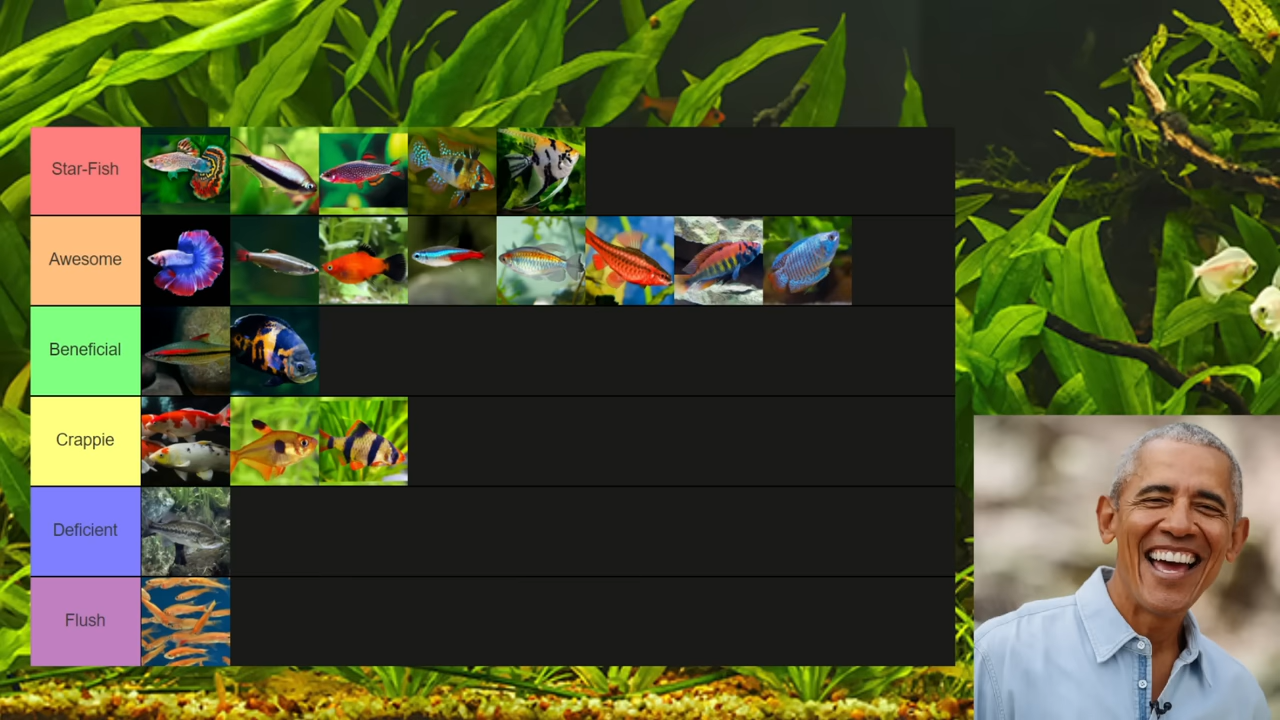 Star-Fish
Awesome
Beneficial
Crappie
Deficient
Flush